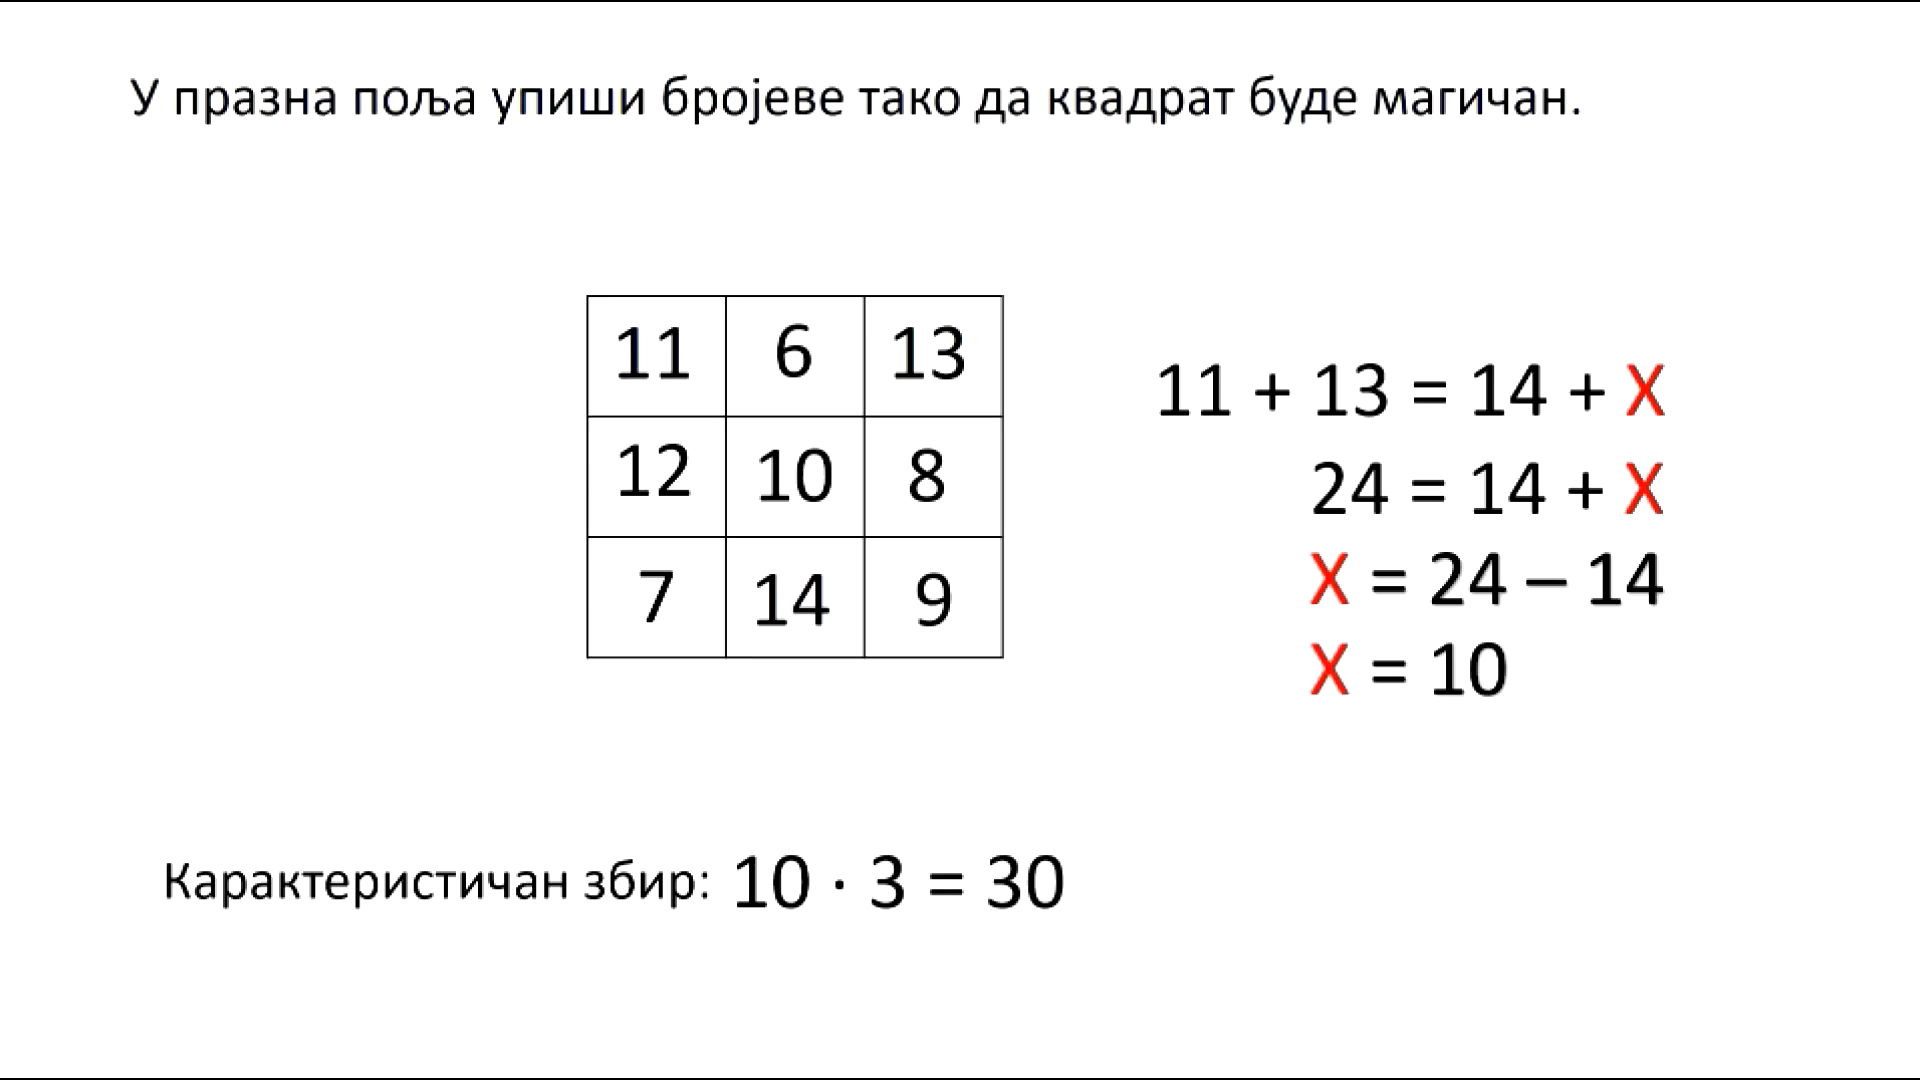 У празна поља упиши бројеве тако да квадрат буде магичан.
11 6 13
12 10 8
7 14 9
11 + 13 = 14 + X
24 = 14 + X
X = 24 – 14
X = 10
Карактеристичан збир: 10 · 3 = 30